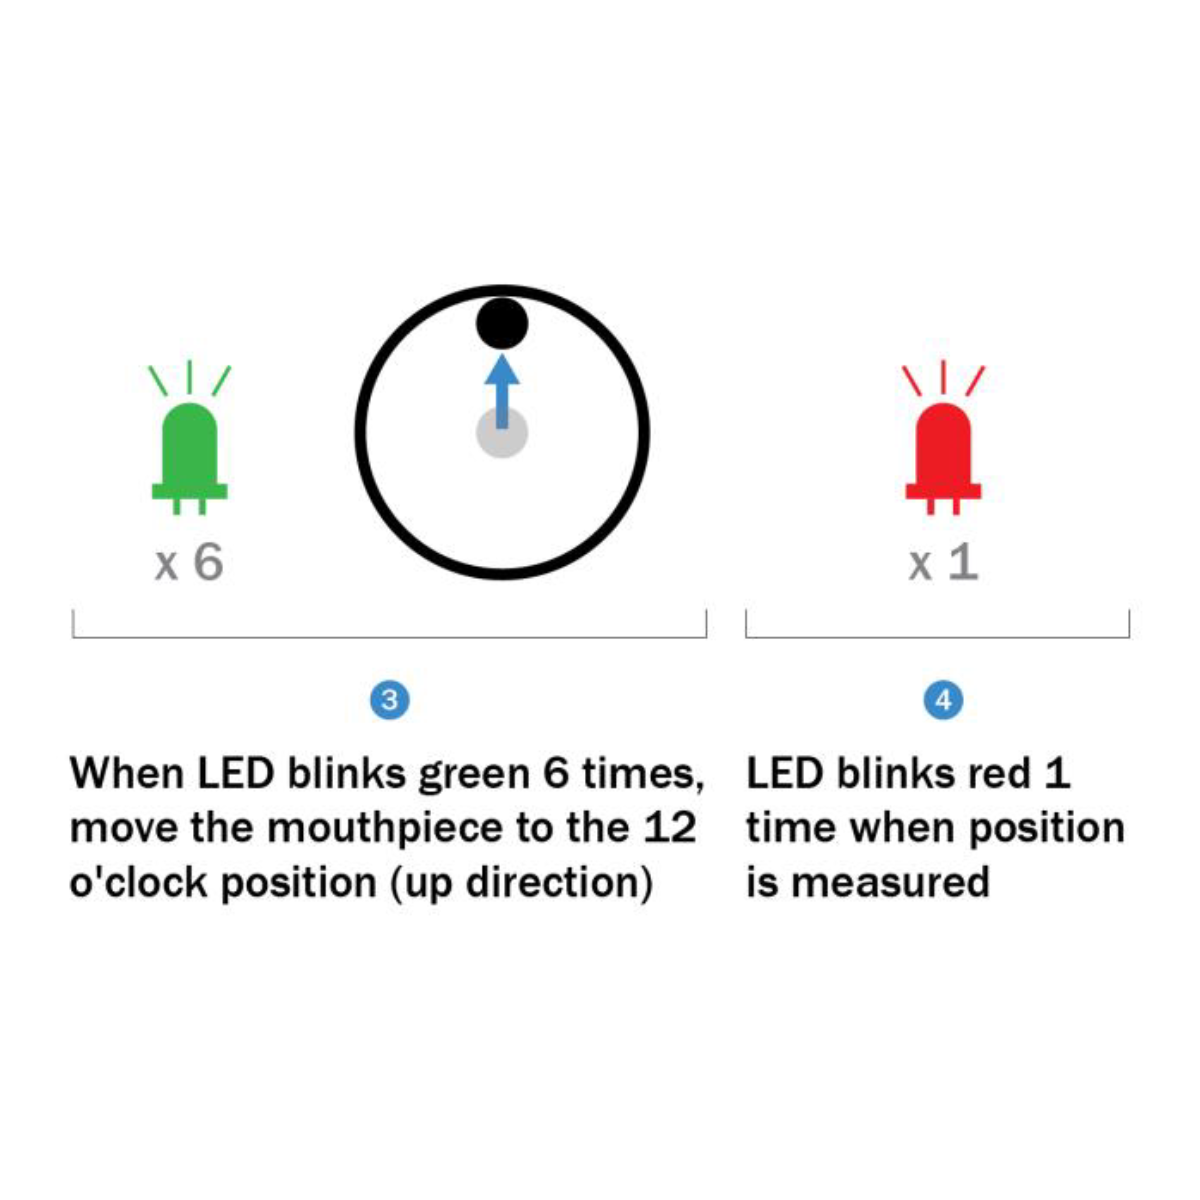 x 6
x 1
3
When LED blinks green 6 times,
move the mouthpiece to the 12
o'clock position (up direction)
4
LED blinks red 1
time when position
is measured